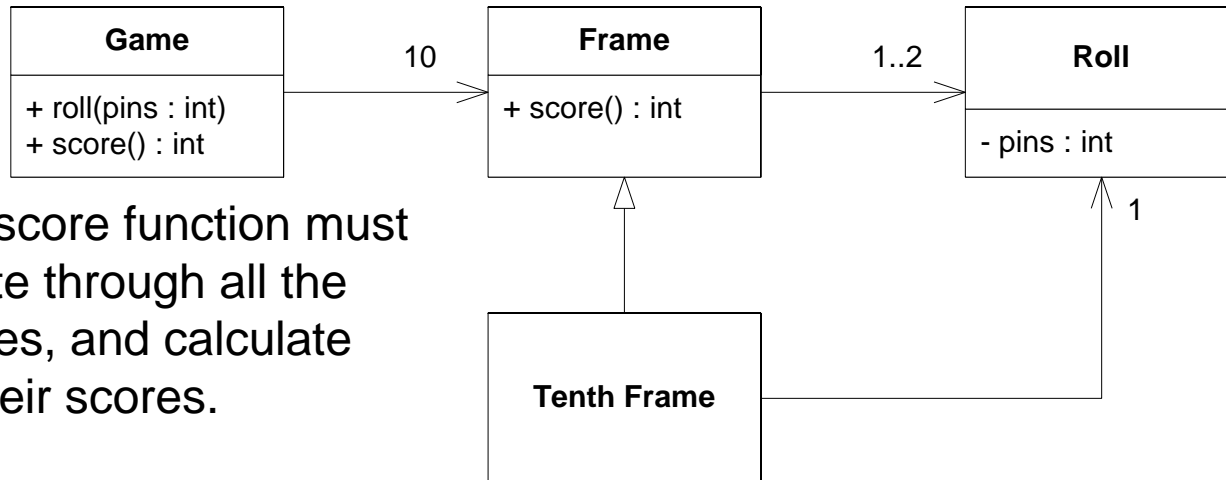 Game
+ roll(pins : int)
+ score() : int
10
Frame
+ score() : int
1..2
Roll
- pins : int
1
score function must
te through all the
es, and calculate
eir scores.
Tenth Frame